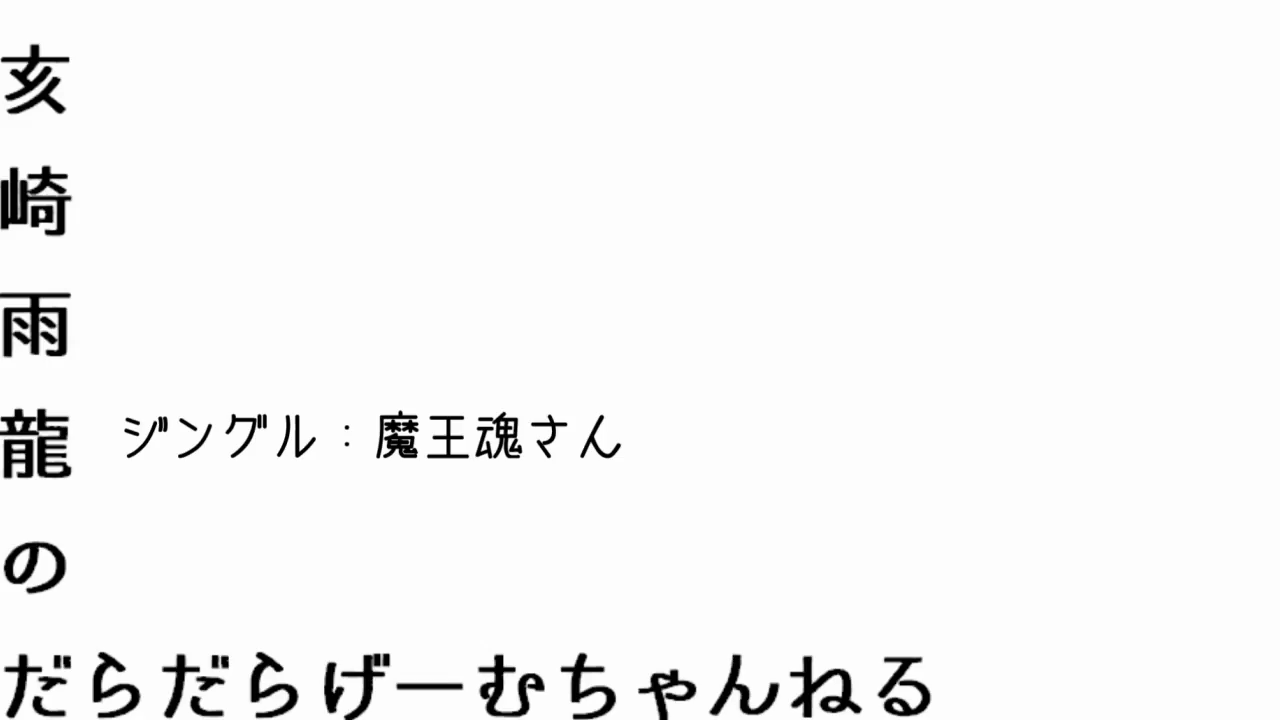 亥崎雨龍の
だらだらげーむちゃんねる
ジングル：魔王魂さん